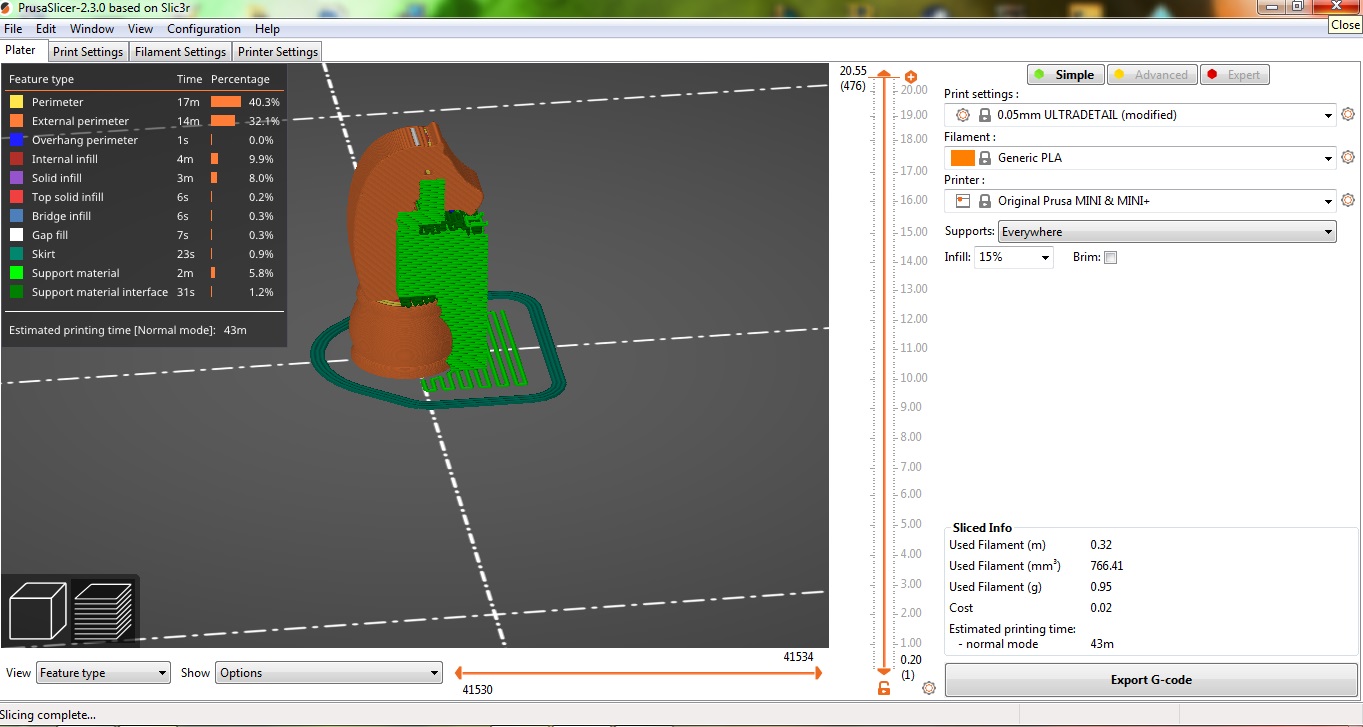 PrusaSlicer-2.3.0 based on Slic3r
Close
File Edit Window View Configuration Help
Plater Print Settings Filament Settings Printer Settings
Feature type Time Percentage
Perimeter 17m 40.3%
External perimeter 14m 32.1%
Overhang perimeter 1s 0.0%
Internal infill 4m 9.9%
Solid infill 3m 8.0%
Top solid infill 6s 0.2%
Bridge infill 6s 0.3%
Gap fill 7s 0.3%
Skirt 23s 0.9%
Support material 2m 5.8%
Support material interface 31s 1.2%
Estimated printing time [Normal mode]: 43m
20.55
(476)
20.00
19.00
18.00
17.00
16.00
15.00
14.00
13.00
12.00
11.00
10.00
9.00
8.00
7.00
6.00
5.00
4.00
3.00
2.00
1.00
0.20
(1)
Simple Advanced Expert
Print settings :
0.05mm ULTRADETAIL (modified)
Filament :
Generic PLA
Printer :
Original Prusa MINI & MINI+
Supports: Everywhere
Infill: 15% Brim:
Sliced Info
Used Filament (m) 0.32
Used Filament (mm³) 766.41
Used Filament (g) 0.95
Cost 0.02
Estimated printing time:
- normal mode 43m
Export G-code
View Feature type Show Options
41534
41530
Slicing complete...